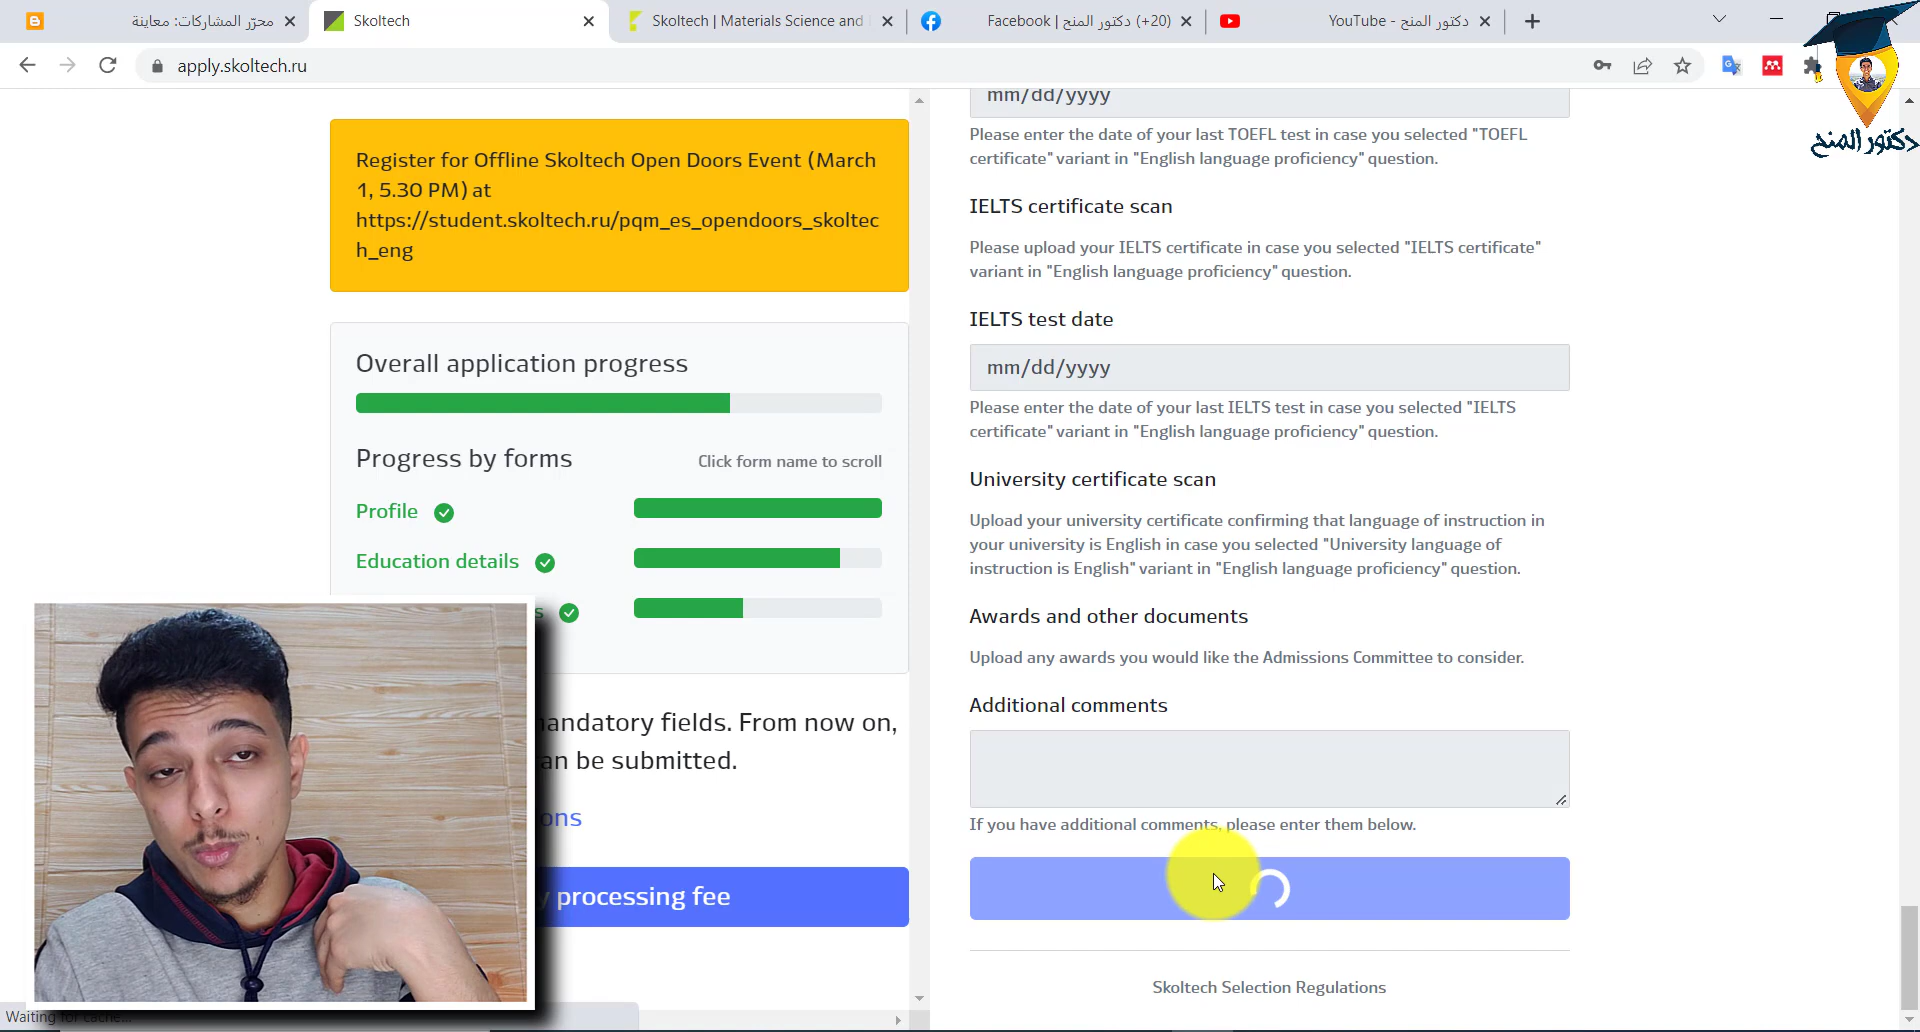 محرّر المشاركات: معاينة
Skoltech
Skoltech | Materials Science and
Facebook | دكتور المنح (20+)
YouTube - دكتور المنح
apply.skoltech.ru
دكتور المنح
Register for Offline Skoltech Open Doors Event (March
1, 5.30 PM) at
https://student.skoltech.ru/pqm_es_opendoors_skoltec
h_eng
Overall application progress
Progress by forms
Click form name to scroll
Profile
Education details
s
mandatory fields. From now on,
an be submitted.
ons
y processing fee
Waiting for cache...
mm/dd/yyyy
Please enter the date of your last TOEFL test in case you selected "TOEFL
certificate" variant in "English language proficiency" question.
IELTS certificate scan
Please upload your IELTS certificate in case you selected "IELTS certificate"
variant in "English language proficiency" question.
IELTS test date
mm/dd/yyyy
Please enter the date of your last IELTS test in case you selected "IELTS
certificate" variant in "English language proficiency" question.
University certificate scan
Upload your university certificate confirming that language of instruction in
your university is English in case you selected "University language of
instruction is English" variant in "English language proficiency" question.
Awards and other documents
Upload any awards you would like the Admissions Committee to consider.
Additional comments
If you have additional comments, please enter them below.
Skoltech Selection Regulations